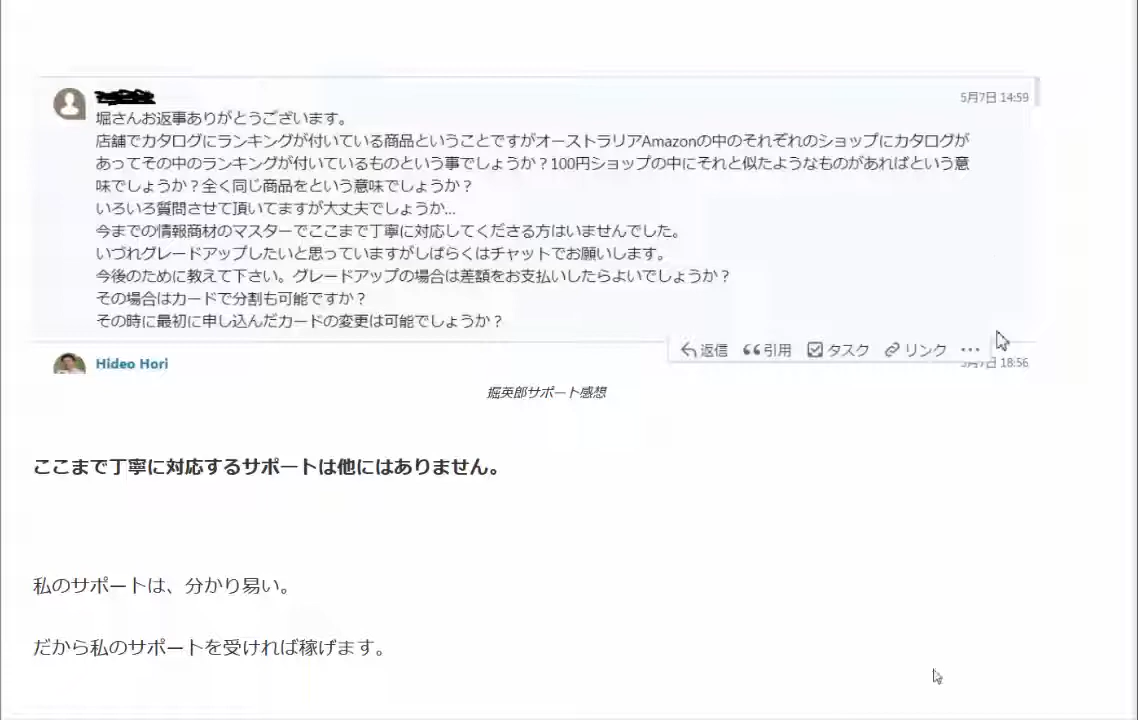 5月7日 14:59
堀さんお返事ありがとうございます。
店舗でカタログにランキングが付いている商品ということですがオーストラリアAmazonの中のそれぞれのショップにカタログが
あってその中のランキングが付いているものという事でしょうか？100円ショップの中にそれと似たようなものがあればという意
味でしょうか？全く同じ商品をという意味でしょうか？
いろいろ質問させて頂いてますが大丈夫でしょうか...
今までの情報商材のマスターでここまで丁寧に対応してくださる方はいませんでした。
いづれグレードアップしたいと思っていますがしばらくはチャットでお願いします。
今後のために教えて下さい。グレードアップの場合は差額をお支払いしたらよいでしょうか？
その場合はカードで分割も可能ですか？
その時に最初に申し込んだカードの変更は可能でしょうか？
返信 引用 タスク リンク ...
Hideo Hori
5月7日 18:56
堀英郎サポート感想
ここまで丁寧に対応するサポートは他にはありません。
私のサポートは、分かり易い。
だから私のサポートを受ければ稼げます。